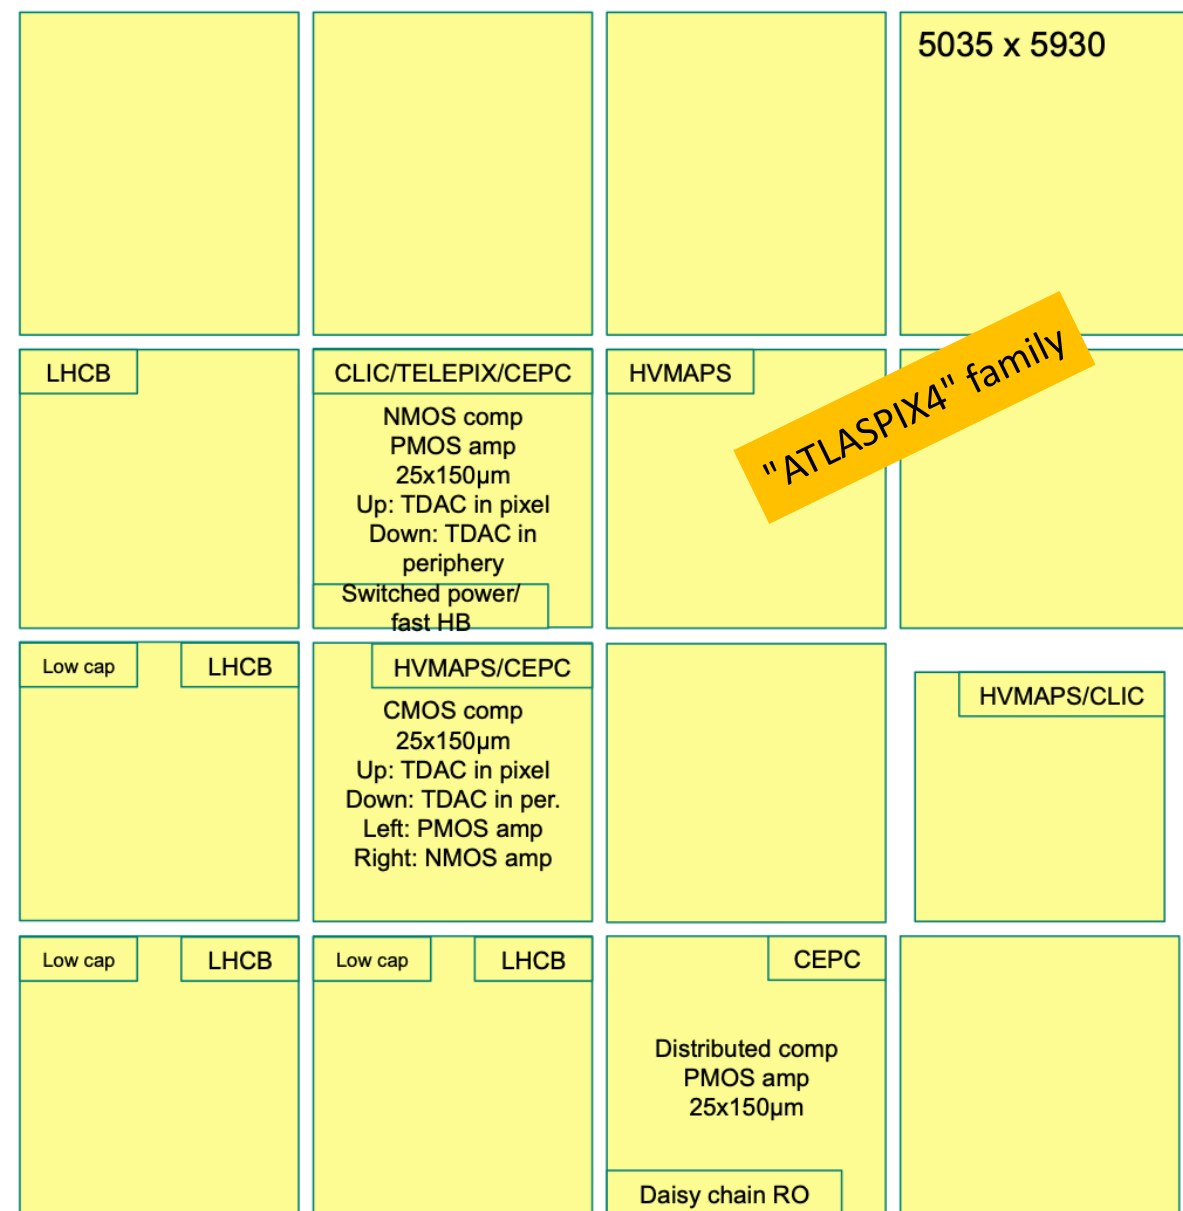 5035 x 5930
"ATLASPIX4" family
LHCB
CLIC/TELEPIX/CEPC
NMOS comp
PMOS amp
25x150µm
Up: TDAC in pixel
Down: TDAC in
periphery
Switched power/
fast HB
HVMAPS
Low cap
LHCB
HVMAPS/CEPC
CMOS comp
25x150µm
Up: TDAC in pixel
Down: TDAC in per.
Left: PMOS amp
Right: NMOS amp
HVMAPS/CLIC
Low cap
LHCB
Low cap
LHCB
CEPC
Distributed comp
PMOS amp
25x150µm
Daisy chain RO